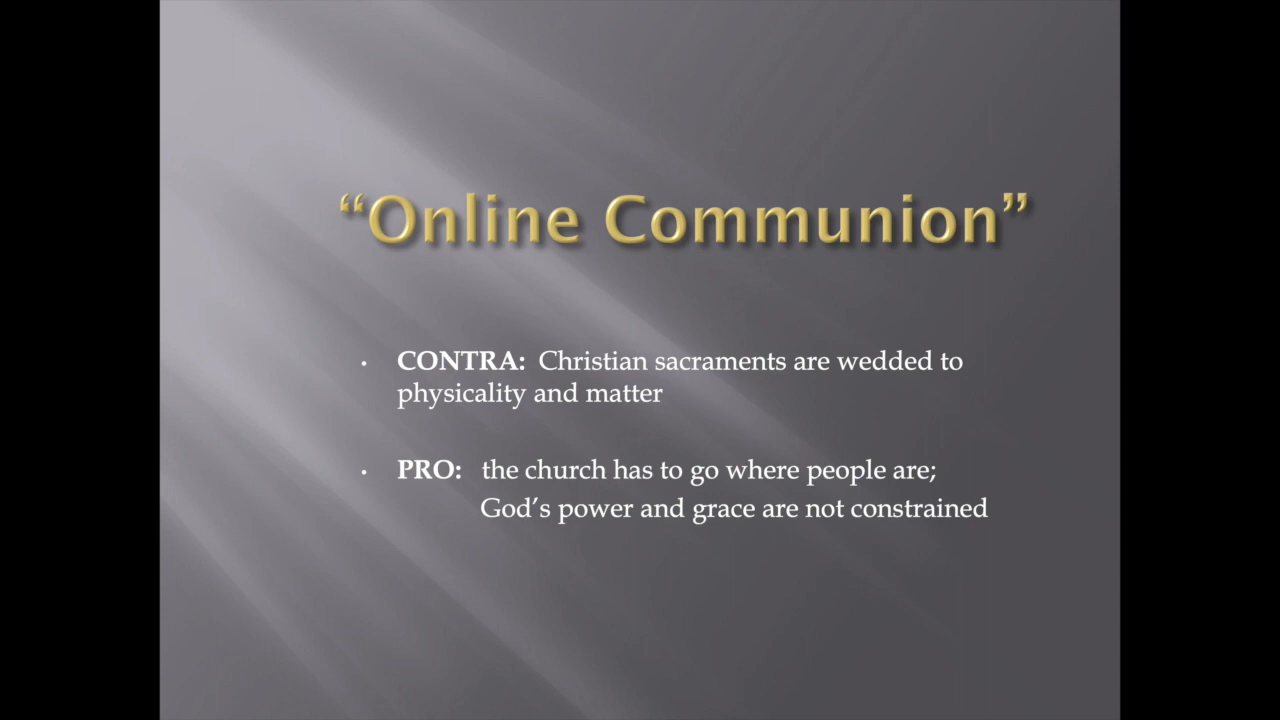 “Online Communion”
• CONTRA: Christian sacraments are wedded to
physicality and matter
• PRO: the church has to go where people are;
God’s power and grace are not constrained